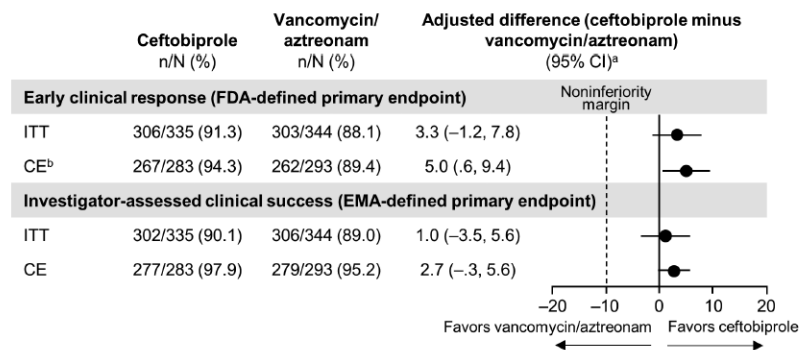 Ceftobiprole
n/N (%)
Vancomycin/
aztreonam
n/N (%)
Adjusted difference (ceftobiprole minus
vancomycin/aztreonam)
(95% CI)ᵃ
Early clinical response (FDA-defined primary endpoint)
Noninferiority
margin
ITT 306/335 (91.3) 303/344 (88.1) 3.3 (−1.2, 7.8)
CEᵇ 267/283 (94.3) 262/293 (89.4) 5.0 (.6, 9.4)
Investigator-assessed clinical success (EMA-defined primary endpoint)
ITT 302/335 (90.1) 306/344 (89.0) 1.0 (−3.5, 5.6)
CE 277/283 (97.9) 279/293 (95.2) 2.7 (−.3, 5.6)
−20 −10 0 10 20
Favors vancomycin/aztreonam Favors ceftobiprole